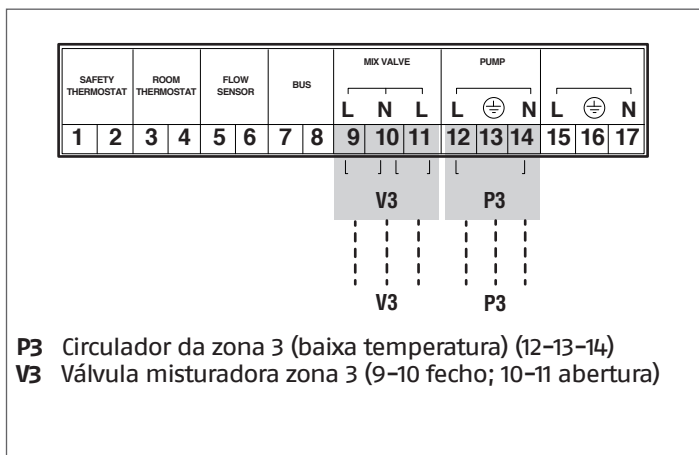 MIX VALVE PUMP
SAFETY THERMOSTAT ROOM THERMOSTAT FLOW SENSOR BUS
L N L L N L N
1 2 3 4 5 6 7 8 9 10 11 12 13 14 15 16 17
V3 P3
V3 P3
P3 Circulador da zona 3 (baixa temperatura) (12–13–14)
V3 Válvula misturadora zona 3 (9–10 fecho; 10–11 abertura)